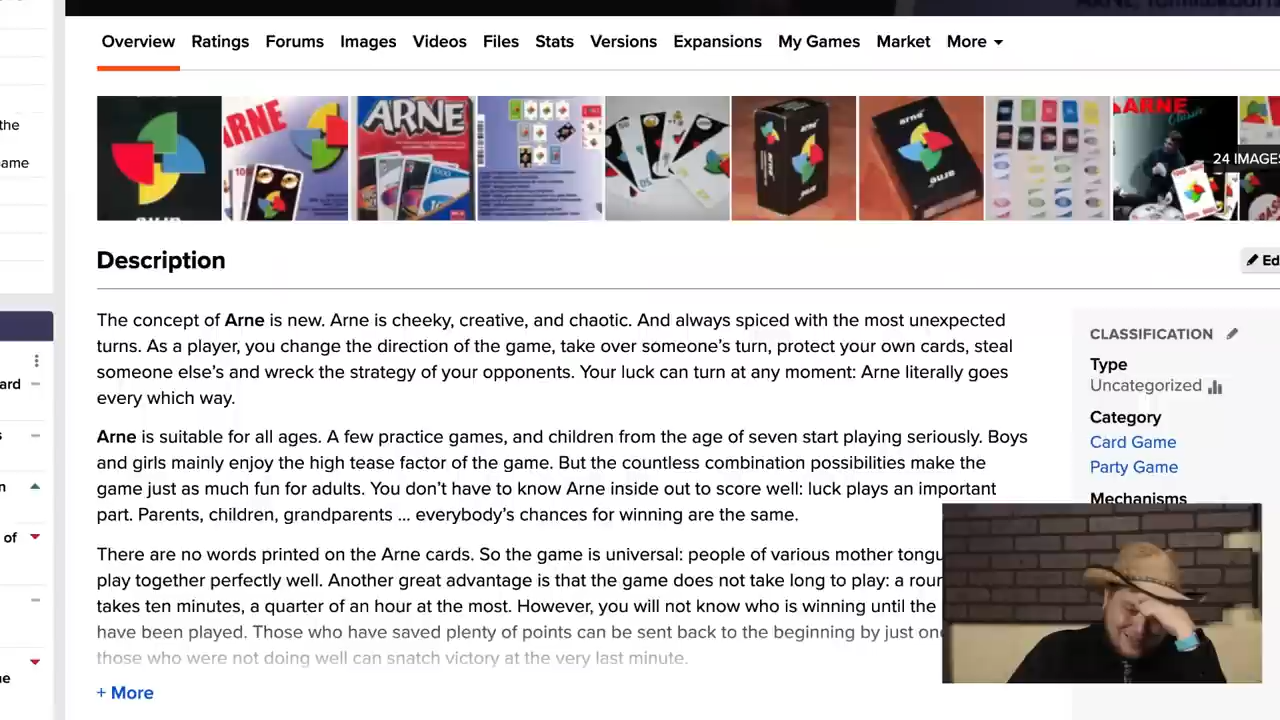 Overview Ratings Forums Images Videos Files Stats Versions Expansions My Games Market More
the
ame
ARNE
ARNE
ARNE
arne
arne
24 IMAGE
Description
Ed
The concept of Arne is new. Arne is cheeky, creative, and chaotic. And always spiced with the most unexpected
turns. As a player, you change the direction of the game, take over someone's turn, protect your own cards, steal
someone else's and wreck the strategy of your opponents. Your luck can turn at any moment: Arne literally goes
every which way.
Arne is suitable for all ages. A few practice games, and children from the age of seven start playing seriously. Boys
and girls mainly enjoy the high tease factor of the game. But the countless combination possibilities make the
game just as much fun for adults. You don't have to know Arne inside out to score well: luck plays an important
part. Parents, children, grandparents ... everybody's chances for winning are the same.
There are no words printed on the Arne cards. So the game is universal: people of various mother tongu
play together perfectly well. Another great advantage is that the game does not take long to play: a roun
takes ten minutes, a quarter of an hour at the most. However, you will not know who is winning until the
have been played. Those who have saved plenty of points can be sent back to the beginning by just one
those who were not doing well can snatch victory at the very last minute.
+ More
CLASSIFICATION
Type
Uncategorized
Category
Card Game
Party Game
Mechanisms
ard
s
n
of
ne